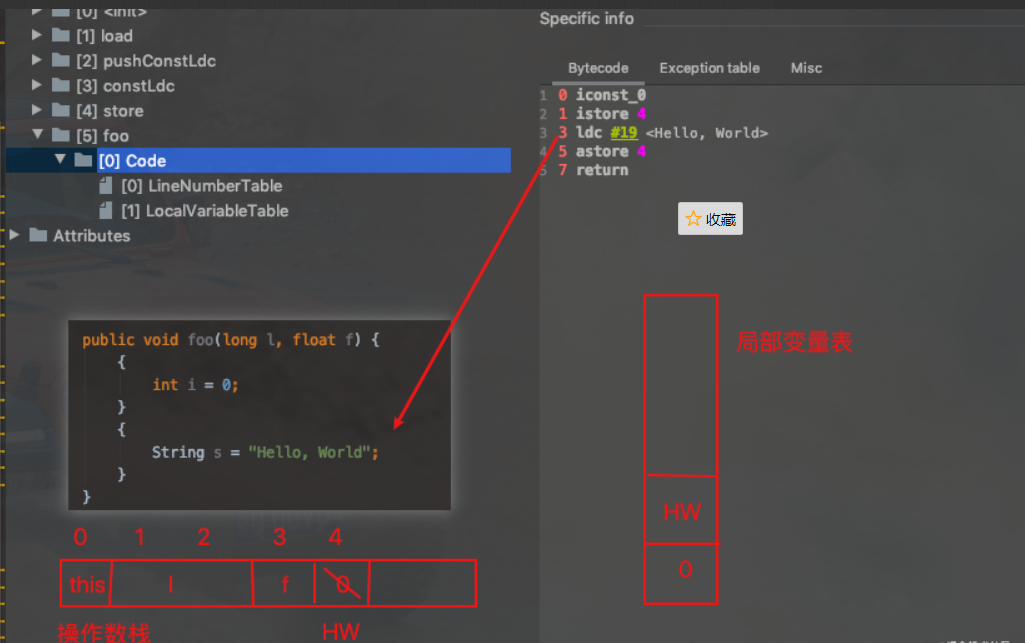 [0] <init>
[1] load
[2] pushConstLdc
[3] constLdc
[4] store
[5] foo
[0] Code
[0] LineNumberTable
[1] LocalVariableTable
Attributes
Specific info
Bytecode Exception table Misc
1 0 iconst_0
2 1 istore 4
3 3 ldc #19 <Hello, World>
4 5 astore 4
5 7 return
收藏
public void foo(long l, float f) {
{
int i = 0;
}
{
String s = "Hello, World";
}
}
0 1 2 3 4
this l f 0
操作数栈 HW
局部变量表
HW
0